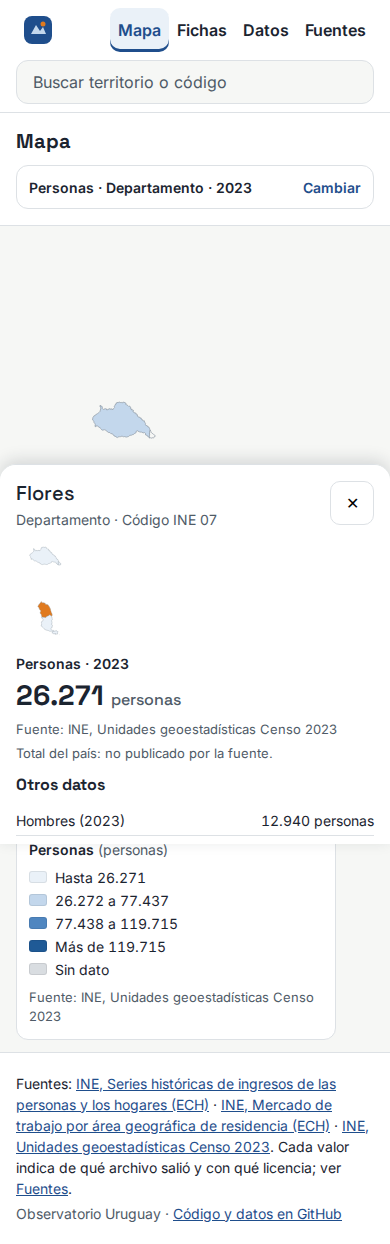 Mapa Fichas Datos Fuentes
Buscar territorio o código
Mapa
Personas · Departamento · 2023 Cambiar
Flores
Departamento · Código INE 07
✕
Personas · 2023
26.271 personas
Fuente: INE, Unidades geoestadísticas Censo 2023
Total del país: no publicado por la fuente.
Otros datos
Hombres (2023) 12.940 personas
Personas (personas)
Hasta 26.271
26.272 a 77.437
77.438 a 119.715
Más de 119.715
Sin dato
Fuente: INE, Unidades geoestadísticas Censo
2023
Fuentes: INE, Series históricas de ingresos de las
personas y los hogares (ECH) · INE, Mercado de
trabajo por área geográfica de residencia (ECH) · INE,
Unidades geoestadísticas Censo 2023. Cada valor
indica de qué archivo salió y con qué licencia; ver
Fuentes.
Observatorio Uruguay · Código y datos en GitHub